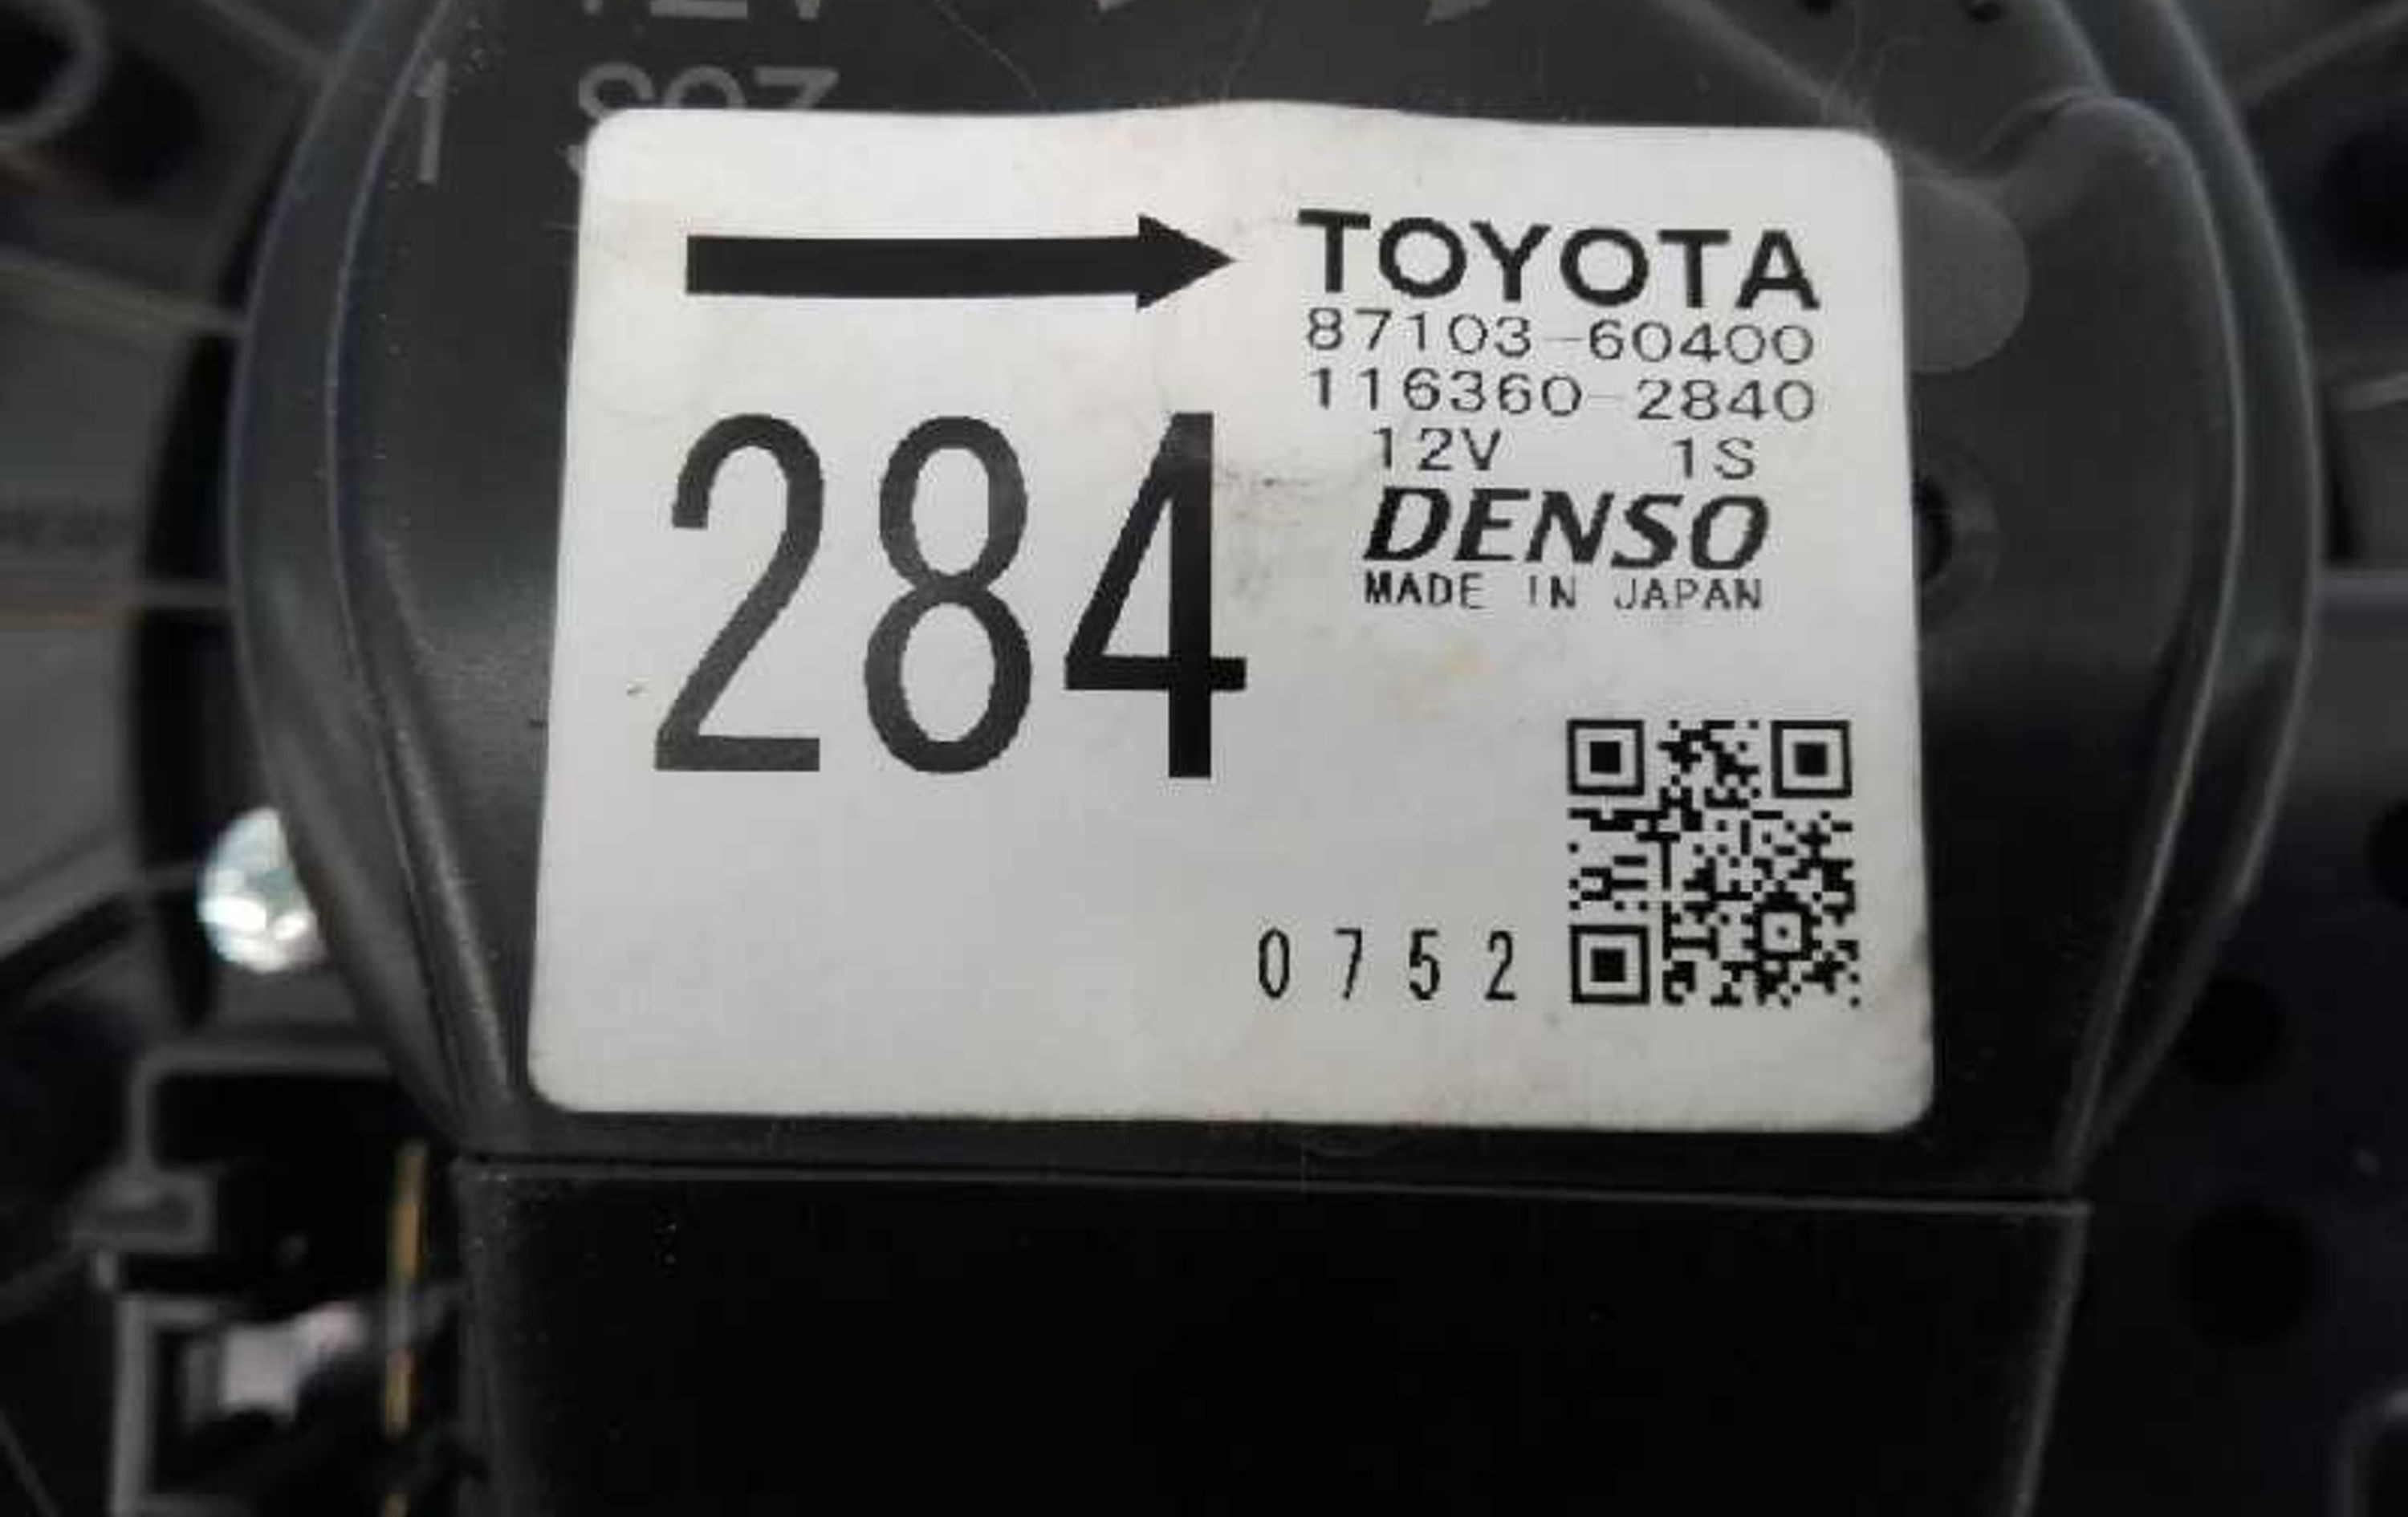 TOYOTA
87103-60400
116360-2840
12V 1S
DENSO
MADE IN JAPAN
284
0752